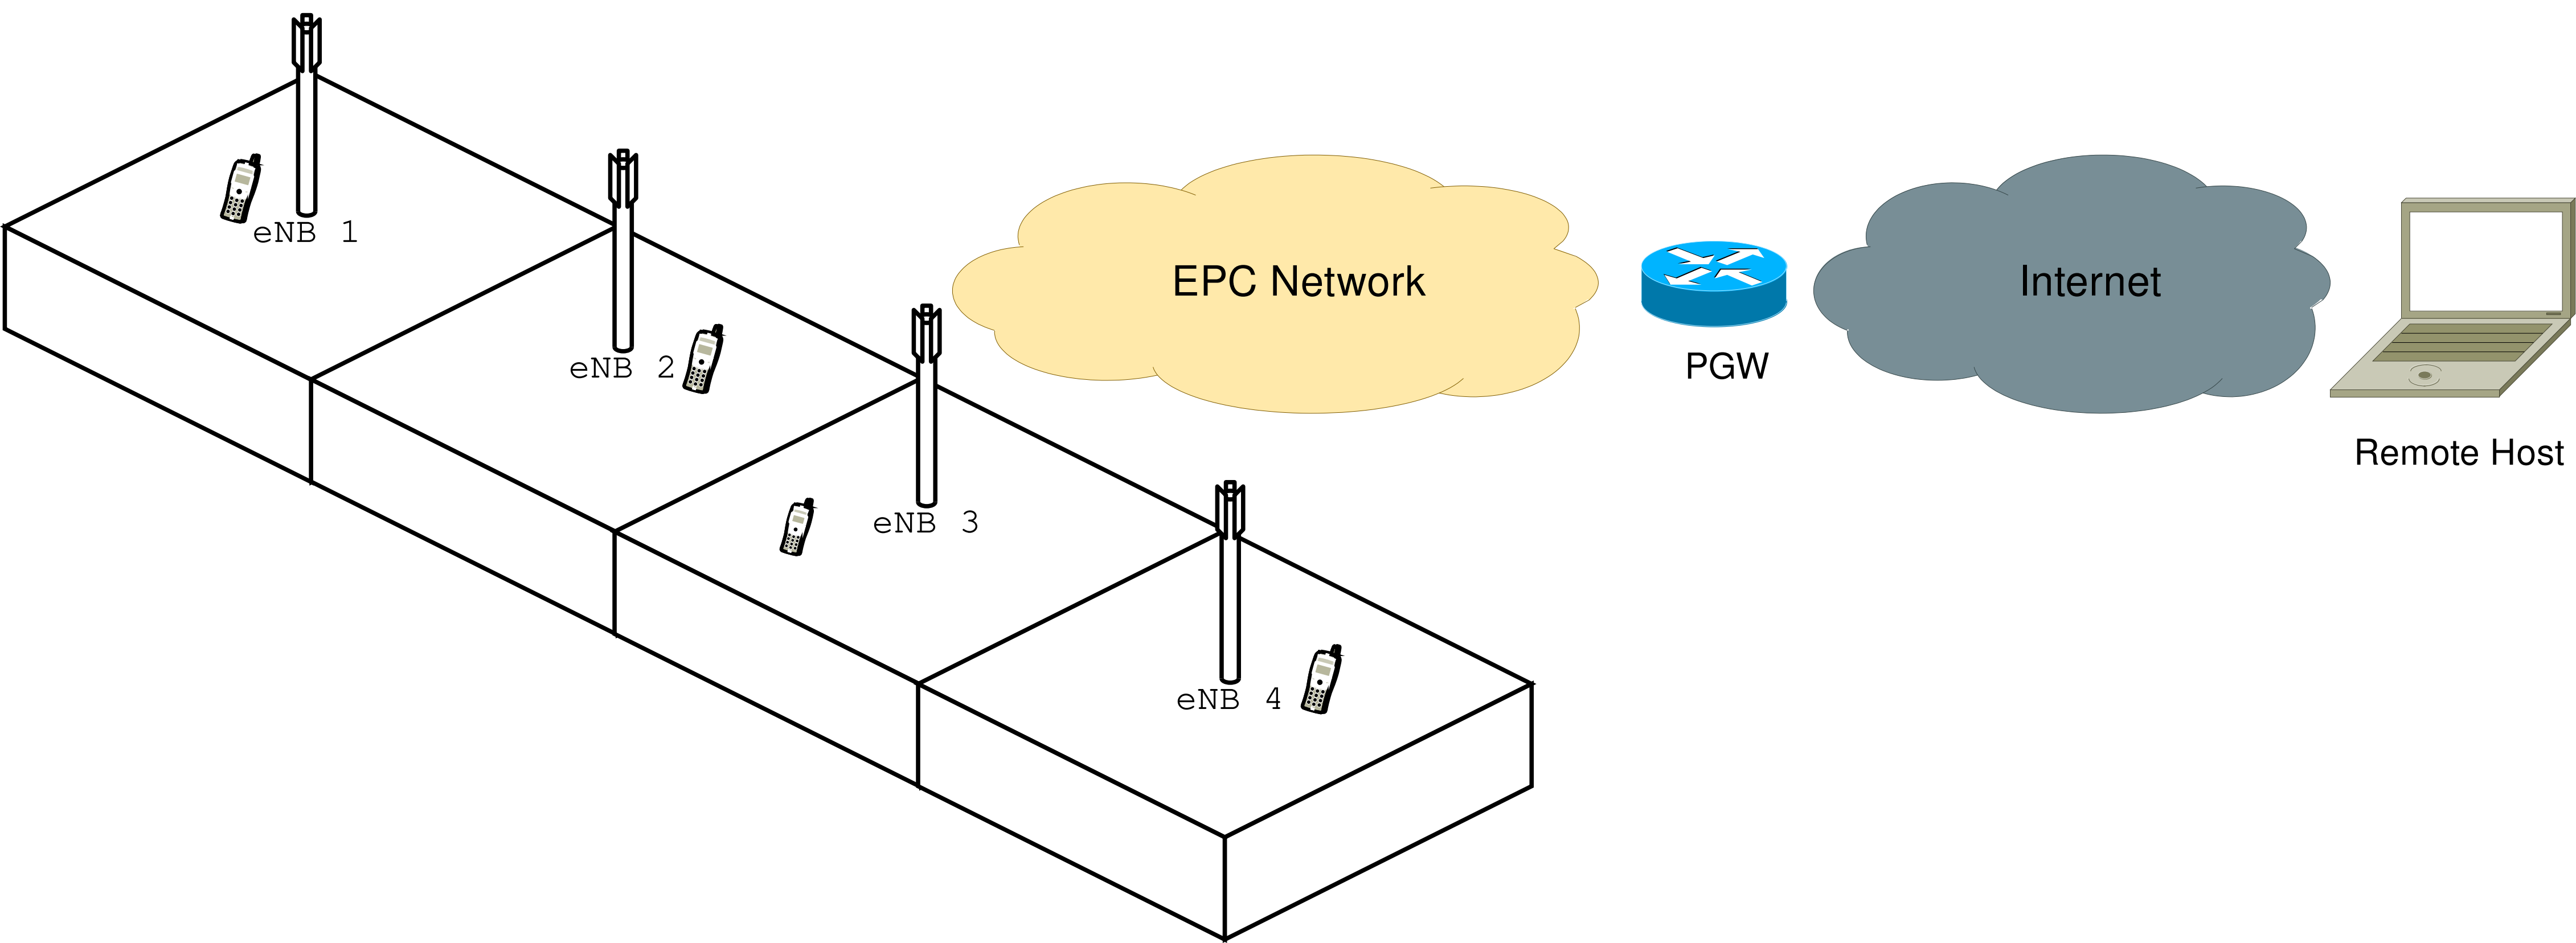 eNB 1
eNB 2
eNB 3
eNB 4
EPC Network
PGW
Internet
Remote Host